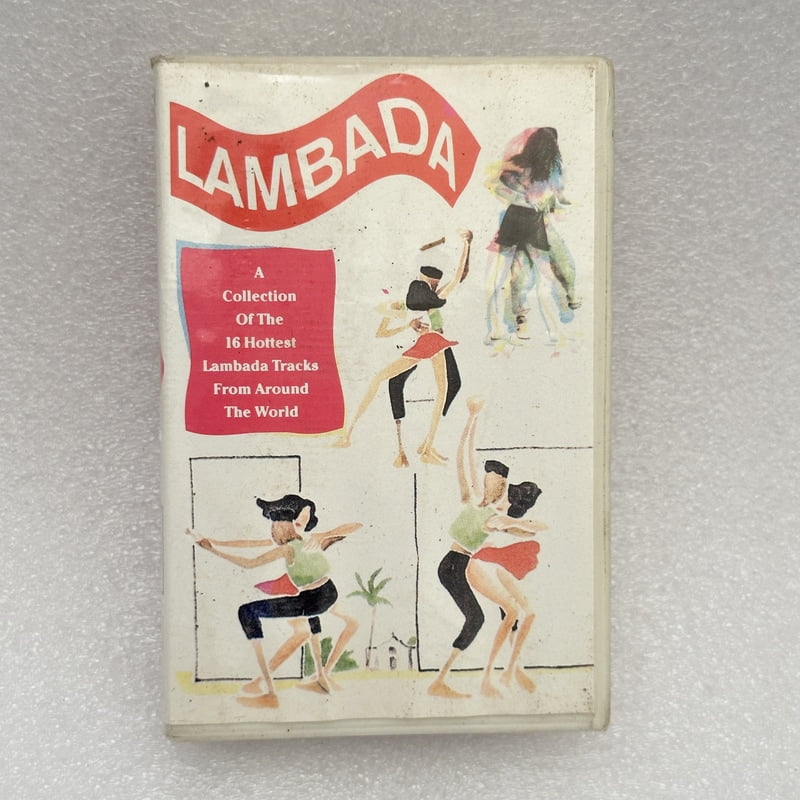 LAMBADA
A
Collection
Of The
16 Hottest
Lambada Tracks
From Around
The World